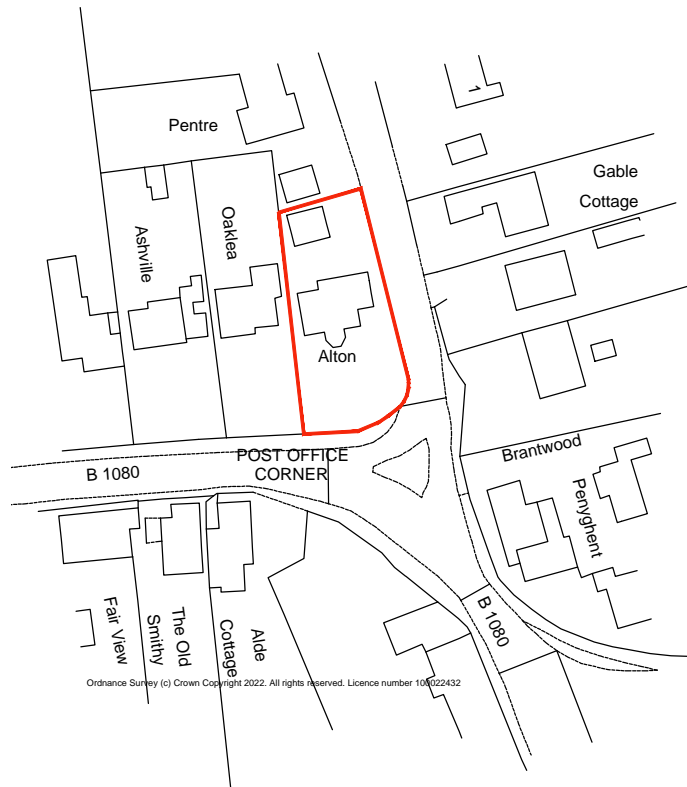 1
Pentre
Gable
Cottage
Oaklea
Ashville
Alton
Brantwood
POST OFFICE
CORNER
B 1080
Penyghent
B 1080
Fair View
The Old
Smithy
Alde
Cottage
Ordnance Survey (c) Crown Copyright 2022. All rights reserved. Licence number 100022432